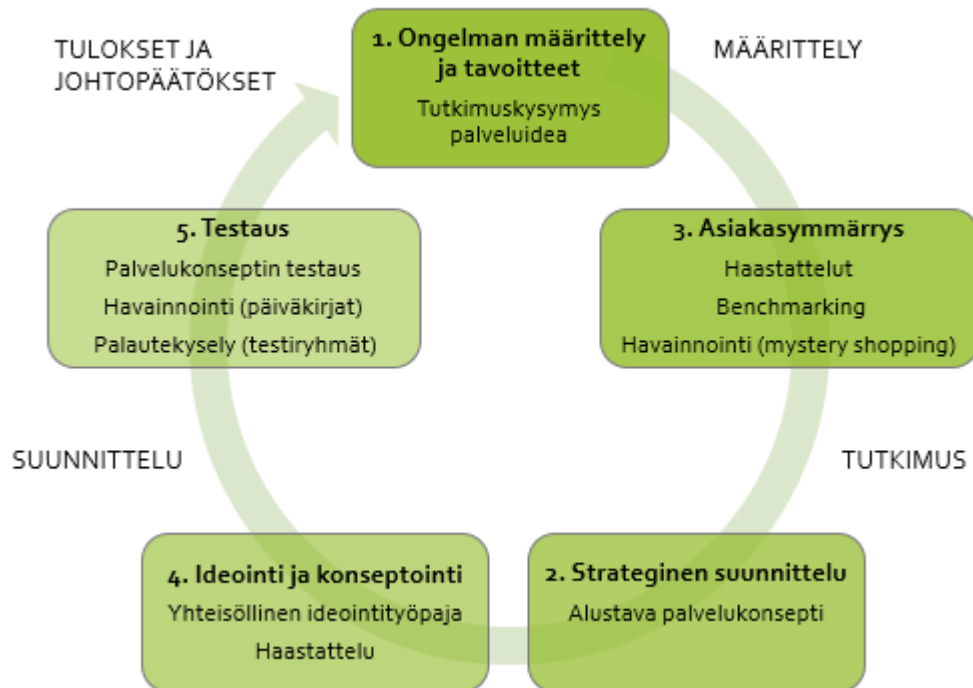 TULOKSET JA
JOHTOPÄÄTÖKSET
1. Ongelman määrittely
ja tavoitteet
Tutkimuskysymys
palveluidea
MÄÄRITTELY
5. Testaus
Palvelukonseptin testaus
Havainnointi (päiväkirjat)
Palautekysely (testiryhmät)
3. Asiakasymmärrys
Haastattelut
Benchmarking
Havainnointi (mystery shopping)
SUUNNITTELU
TUTKIMUS
4. Ideointi ja konseptointi
Yhteisöllinen ideointityöpaja
Haastattelu
2. Strateginen suunnittelu
Alustava palvelukonsepti